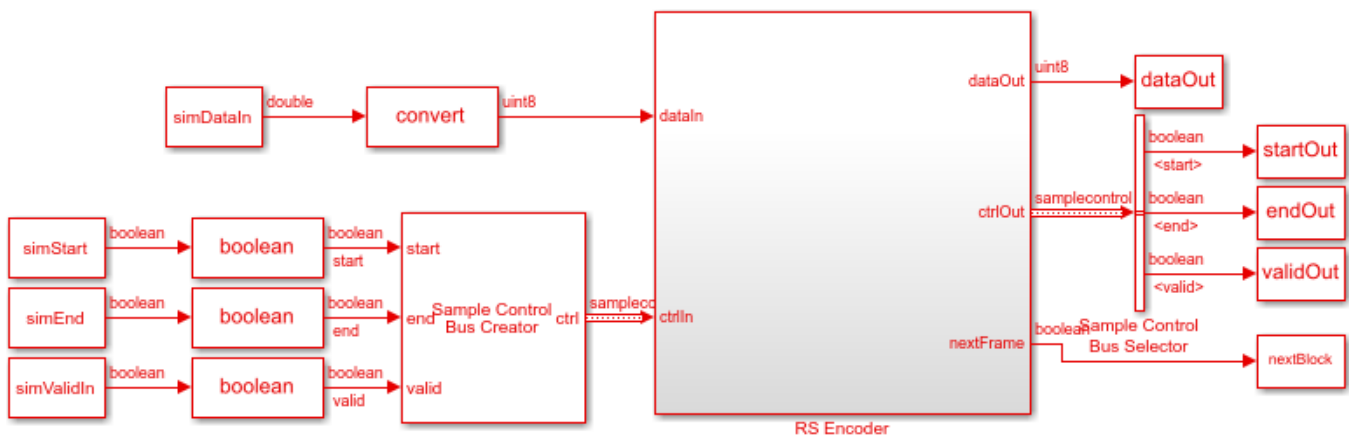 simDataIn
double
convert
uint8
dataIn
simStart
boolean
boolean
boolean
start
start
simEnd
boolean
boolean
boolean
end
end
simValidIn
boolean
boolean
boolean
valid
valid
Sample Control
Bus Creator
ctrl
sampleco
ctrlIn
dataOut
ctrlOut
nextFrame
RS Encoder
uint8
dataOut
samplecontrol
boolean
<start>
startOut
boolean
<end>
endOut
boolean
<valid>
validOut
Sample Control
Bus Selector
boolean
nextBlock